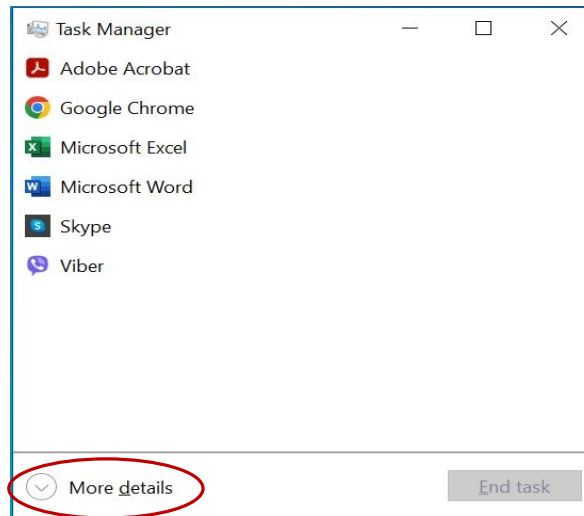 Task Manager
Adobe Acrobat
Google Chrome
Microsoft Excel
Microsoft Word
Skype
Viber
More details
End task